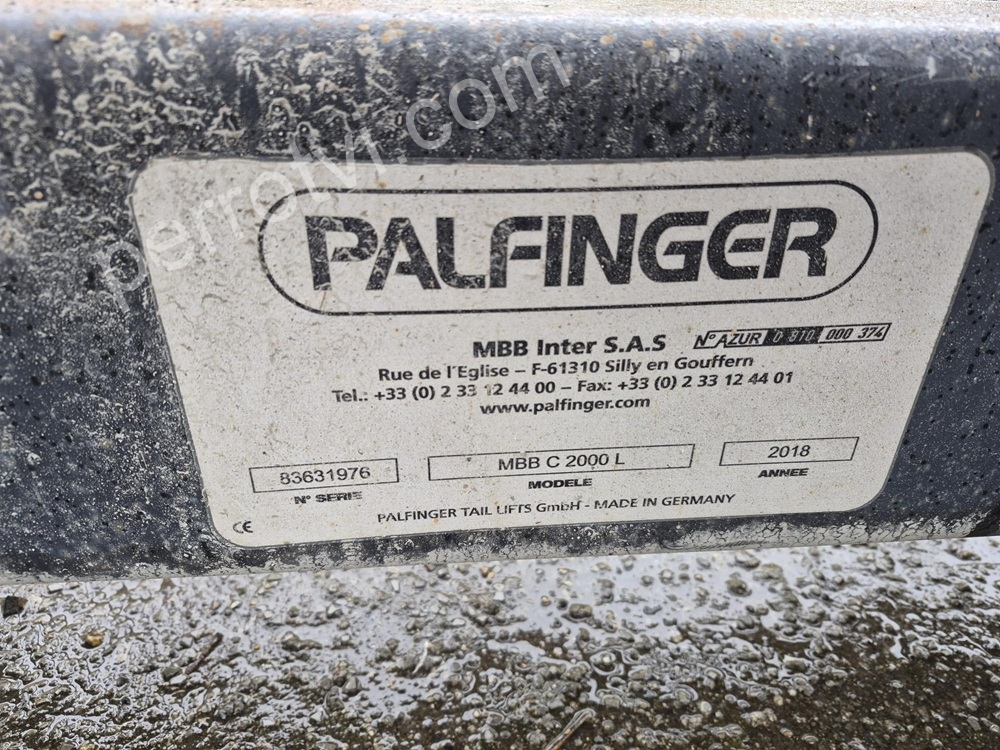 perrotvi.com
PALFINGER
MBB Inter S.A.S
N° AZUR 0 810 000 374
Rue de l'Eglise – F-61310 Silly en Gouffern
Tel.: +33 (0) 2 33 12 44 00 – Fax: +33 (0) 2 33 12 44 01
www.palfinger.com
83631976
N° SERIE
MBB C 2000 L
MODELE
2018
ANNEE
CE
PALFINGER TAIL LIFTS GmbH - MADE IN GERMANY